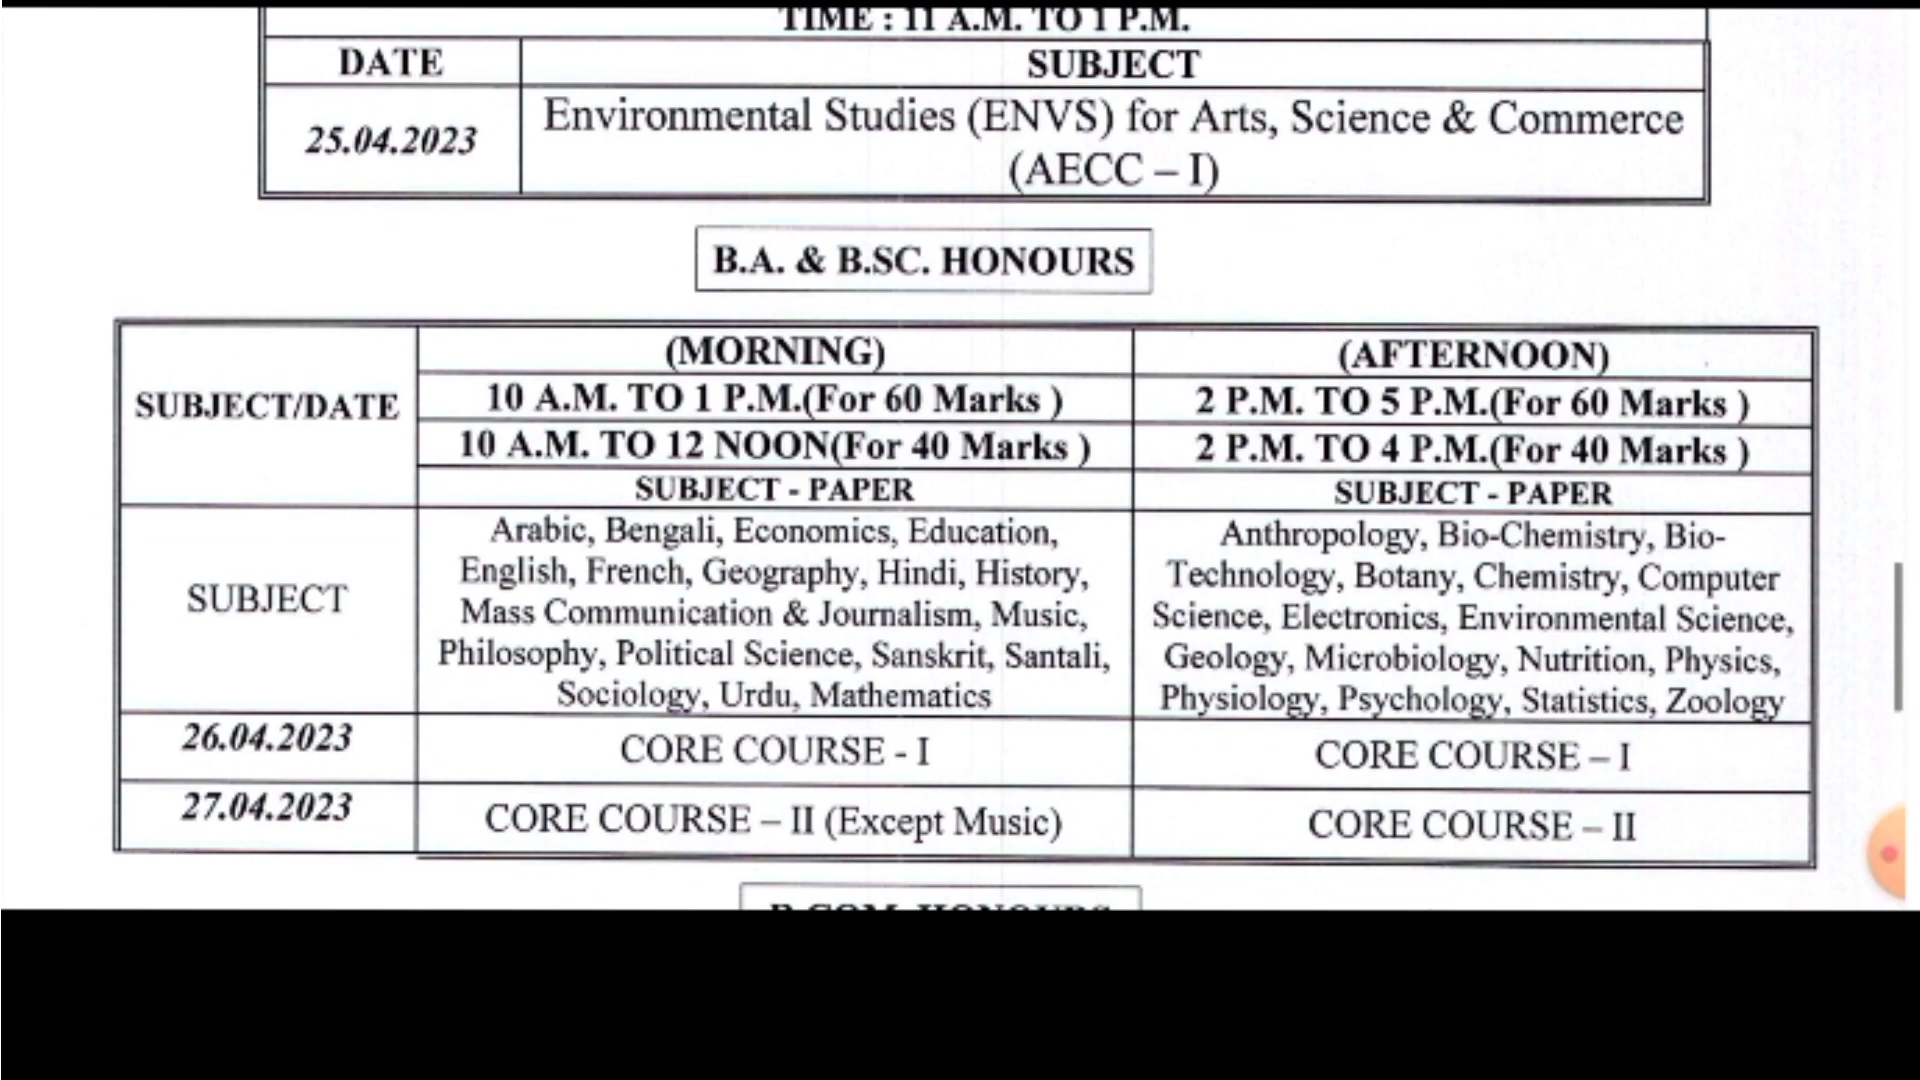 TIME : 11 A.M. TO 1 P.M.
DATE
SUBJECT
25.04.2023
Environmental Studies (ENVS) for Arts, Science & Commerce
(AECC – I)
B.A. & B.SC. HONOURS
SUBJECT/DATE
(MORNING)
(AFTERNOON)
10 A.M. TO 1 P.M.(For 60 Marks )
2 P.M. TO 5 P.M.(For 60 Marks )
10 A.M. TO 12 NOON(For 40 Marks )
2 P.M. TO 4 P.M.(For 40 Marks )
SUBJECT - PAPER
SUBJECT - PAPER
SUBJECT
Arabic, Bengali, Economics, Education,
English, French, Geography, Hindi, History,
Mass Communication & Journalism, Music,
Philosophy, Political Science, Sanskrit, Santali,
Sociology, Urdu, Mathematics
Anthropology, Bio-Chemistry, Bio-
Technology, Botany, Chemistry, Computer
Science, Electronics, Environmental Science,
Geology, Microbiology, Nutrition, Physics,
Physiology, Psychology, Statistics, Zoology
26.04.2023
CORE COURSE - I
CORE COURSE – I
27.04.2023
CORE COURSE – II (Except Music)
CORE COURSE – II
B.COM. HONOURS